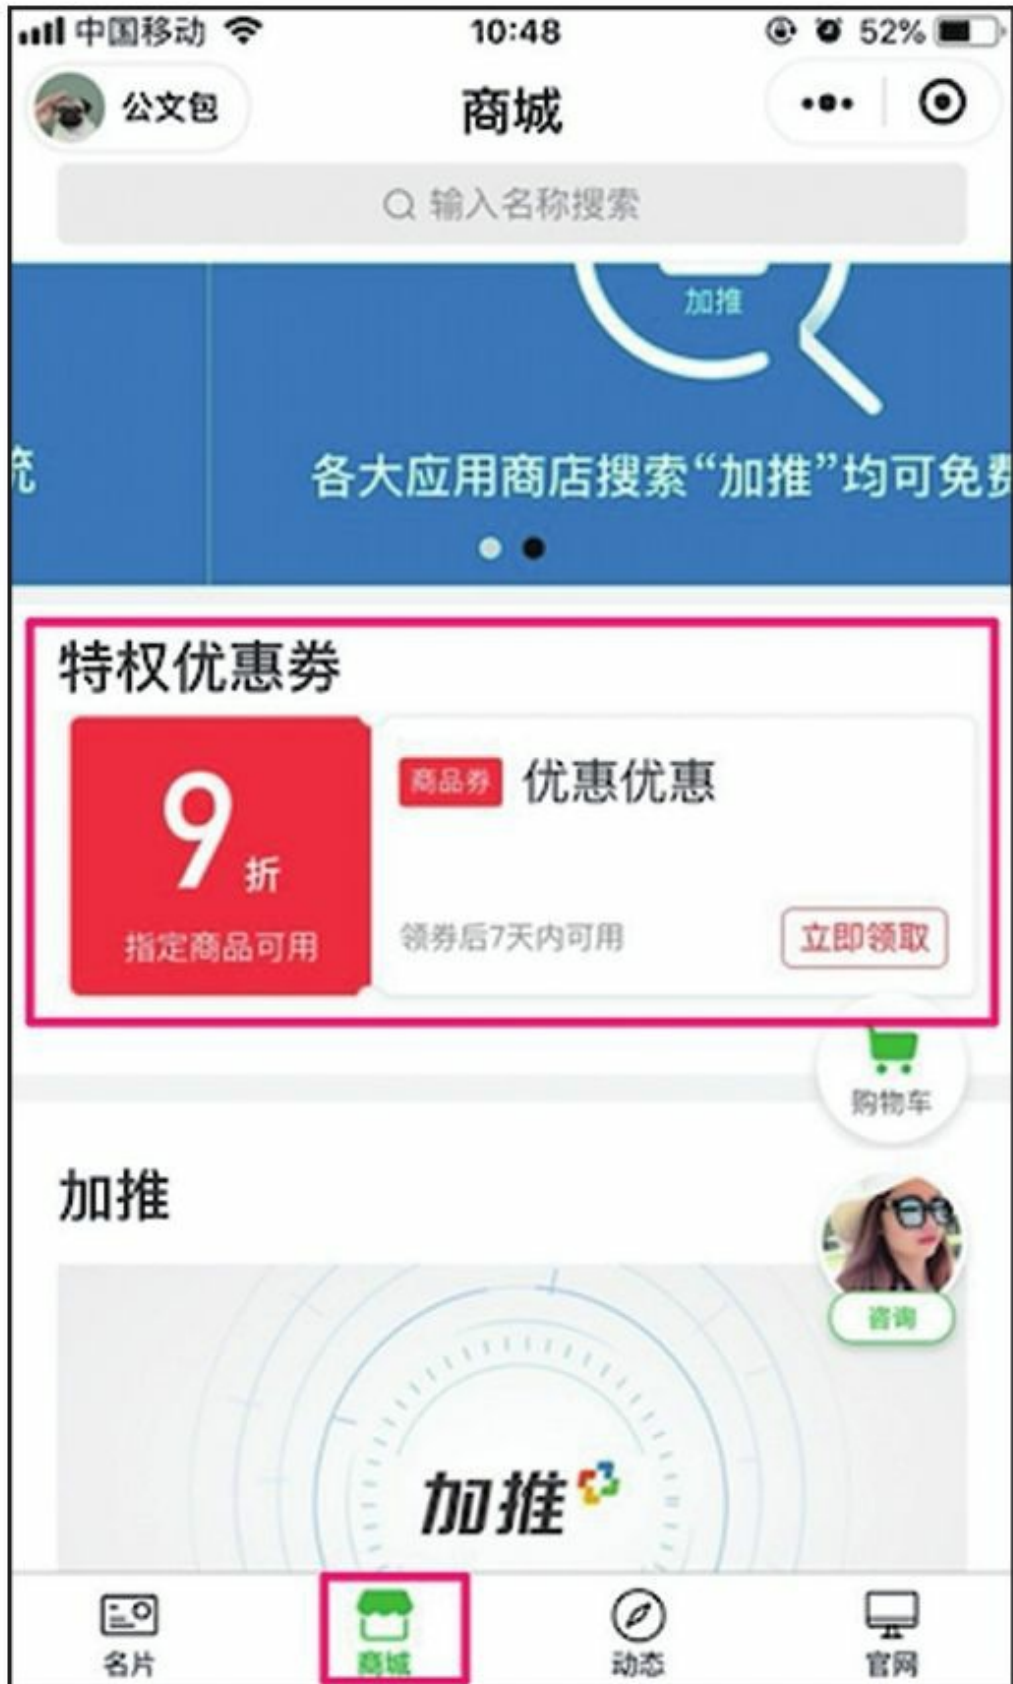 中国移动 10:48 52%
公文包 商城
输入名称搜索
加推
统 各大应用商店搜索“加推”均可免费
特权优惠券
9折 商品券 优惠优惠
指定商品可用 领券后7天内可用 立即领取
购物车
加推
咨询
加推
名片 商城 动态 官网